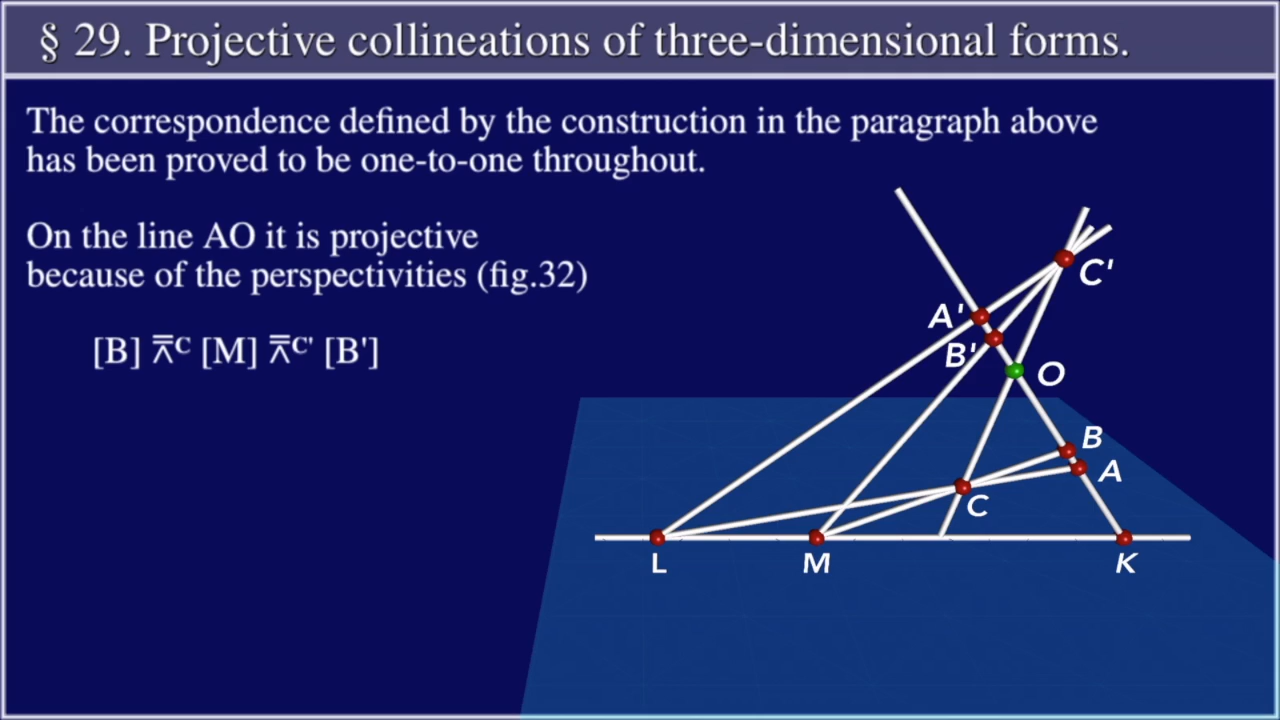 § 29. Projective collineations of three-dimensional forms.
The correspondence defined by the construction in the paragraph above
has been proved to be one-to-one throughout.
On the line AO it is projective
because of the perspectivities (fig.32)
[B] ⌆C [M] ⌆C' [B']
C'
A'
B'
O
B
A
C
L
M
K